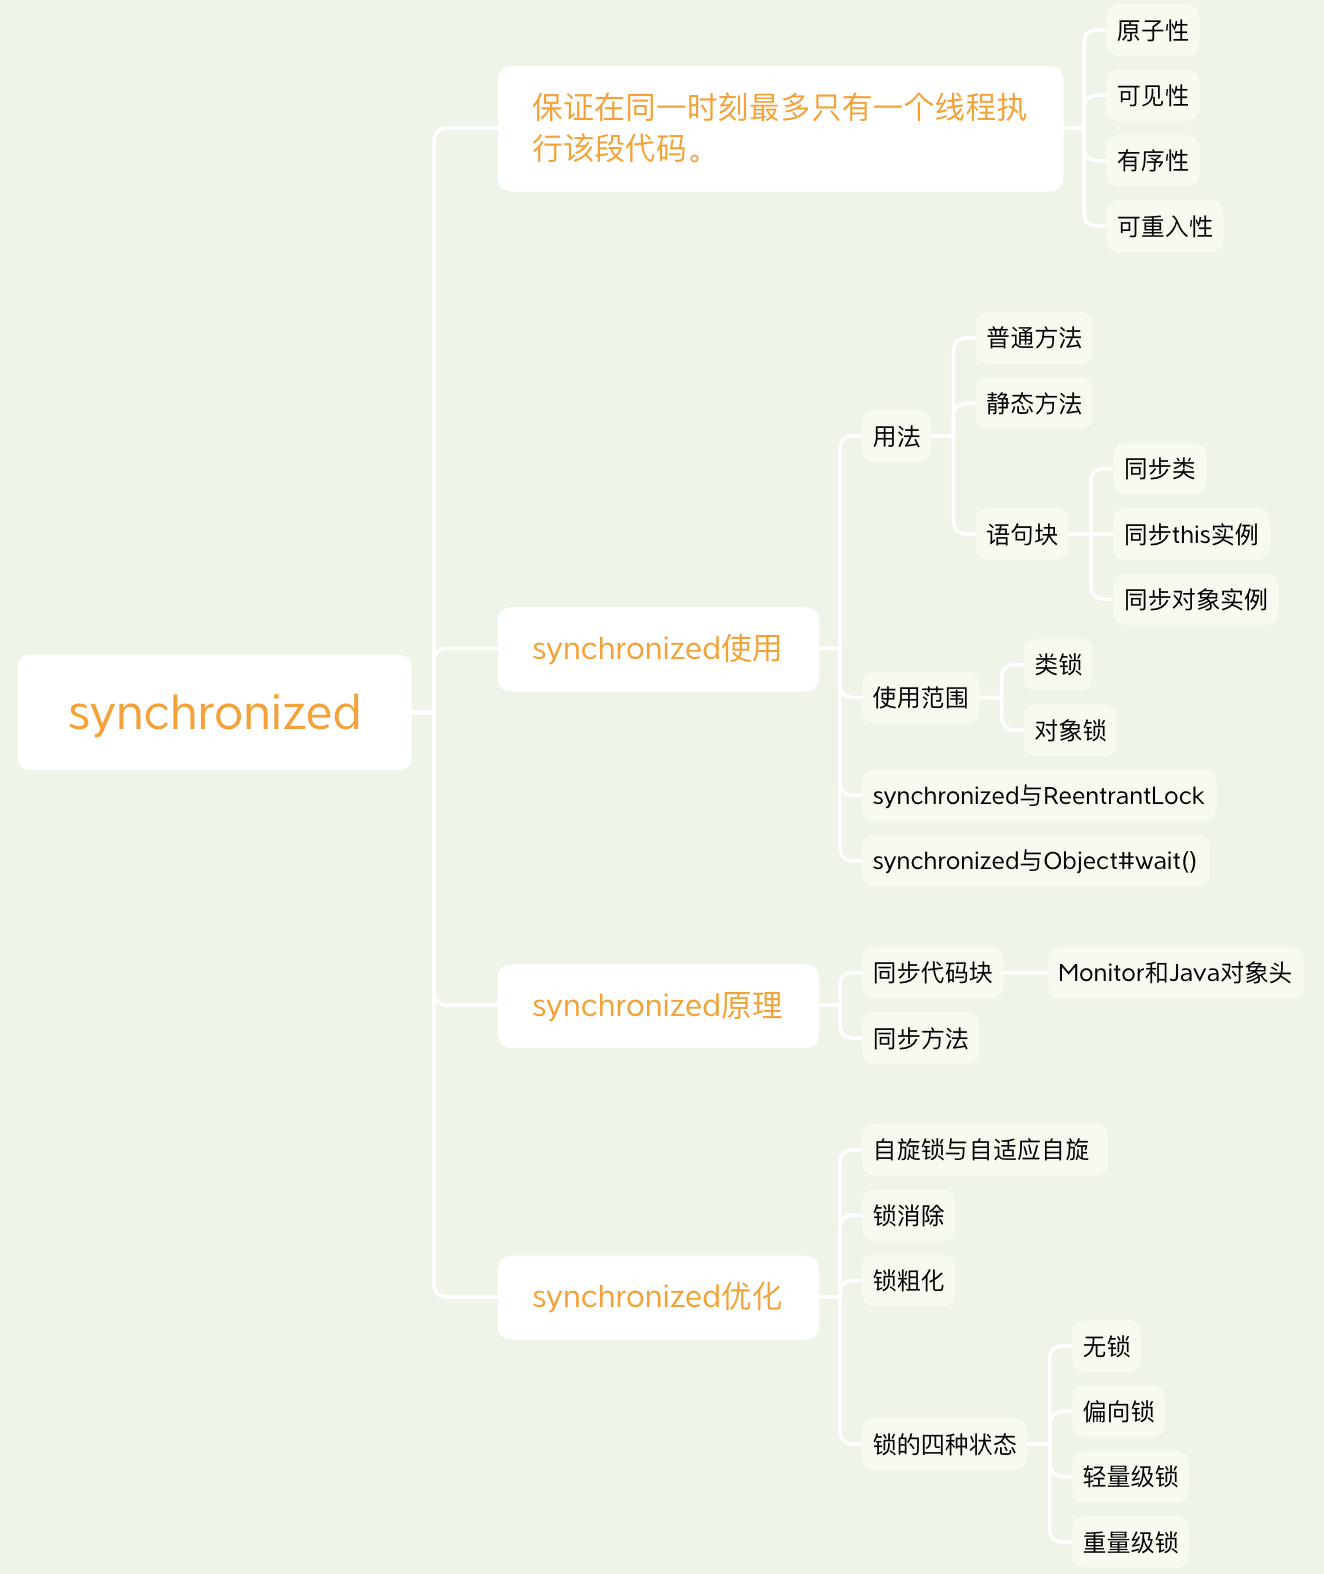 synchronized
保证在同一时刻最多只有一个线程执
行该段代码。
原子性
可见性
有序性
可重入性
synchronized使用
用法
普通方法
静态方法
语句块
同步类
同步this实例
同步对象实例
使用范围
类锁
对象锁
synchronized与ReentrantLock
synchronized与Object#wait()
synchronized原理
同步代码块
Monitor和Java对象头
同步方法
synchronized优化
自旋锁与自适应自旋
锁消除
锁粗化
锁的四种状态
无锁
偏向锁
轻量级锁
重量级锁